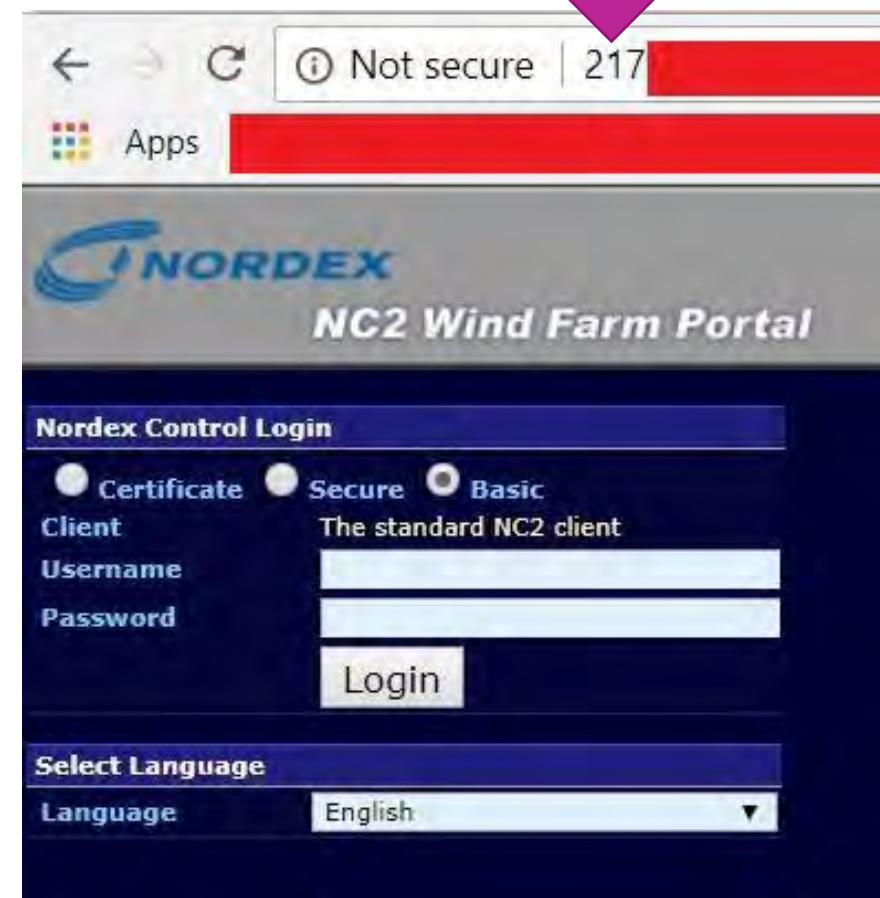 Not secure | 217
Apps
NORDEX
NC2 Wind Farm Portal
Nordex Control Login
Certificate Secure Basic
Client The standard NC2 client
Username
Password
Login
Select Language
Language English